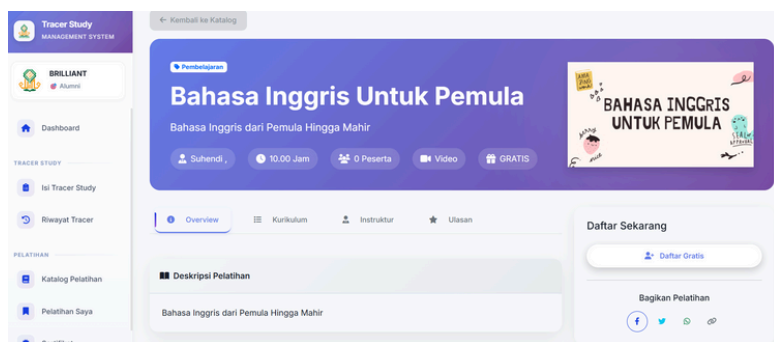 Tracer Study
MANAGEMENT SYSTEM
BRILLIANT
Alumni
Dashboard
TRACER STUDY
Isi Tracer Study
Riwayat Tracer
PELATIHAN
Katalog Pelatihan
Pelatihan Saya
← Kembali ke Katalog
Pembelajaran
Bahasa Inggris Untuk Pemula
Bahasa Inggris dari Pemula Hingga Mahir
Suhendi ,
10.00 Jam
0 Peserta
Video
GRATIS
BAHASA INGGRIS
UNTUK PEMULA
Overview
Kurikulum
Instruktur
Ulasan
Deskripsi Pelatihan
Bahasa Inggris dari Pemula Hingga Mahir
Daftar Sekarang
Daftar Gratis
Bagikan Pelatihan